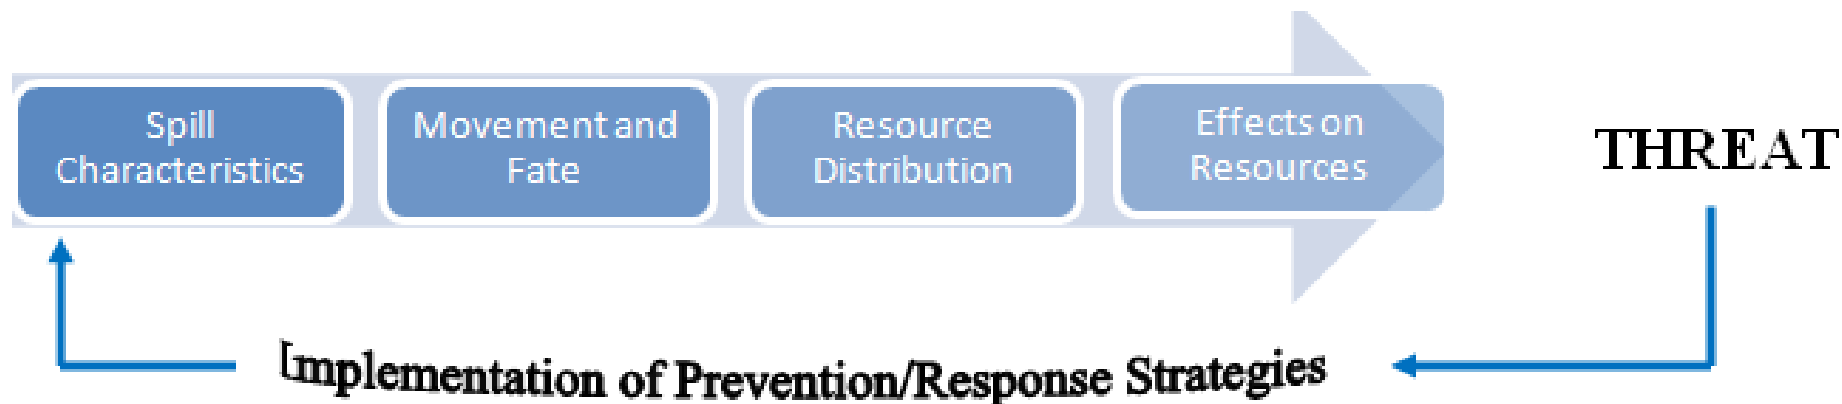 Spill
Characteristics
Movement and
Fate
Resource
Distribution
Effects on
Resources
THREAT
Implementation of Prevention/Response Strategies